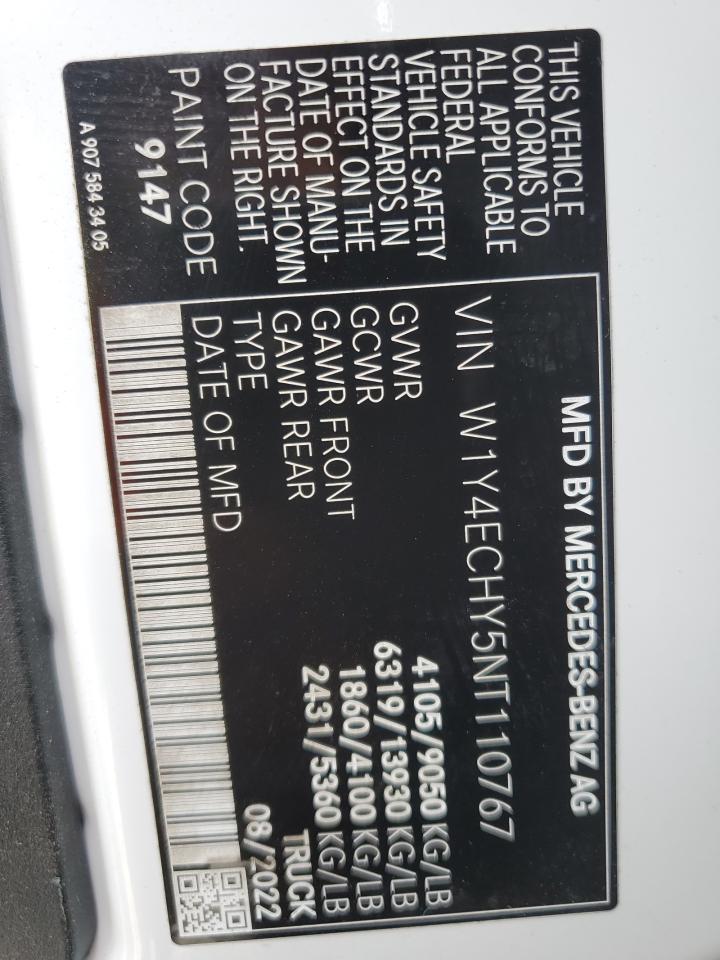 THIS VEHICLE
CONFORMS TO
ALL APPLICABLE
FEDERAL
VEHICLE SAFETY
STANDARDS IN
EFFECT ON THE
DATE OF MANU-
FACTURE SHOWN
ON THE RIGHT.
PAINT CODE
9147
A 907 584 34 05
MFD BY MERCEDES-BENZ AG
VIN W1Y4ECHY5NT110767
GVWR 4105/9050 KG/LB
GCWR 6319/13930 KG/LB
GAWR FRONT 1860/4100 KG/LB
GAWR REAR 2431/5360 KG/LB
TYPE TRUCK
DATE OF MFD 08/2022